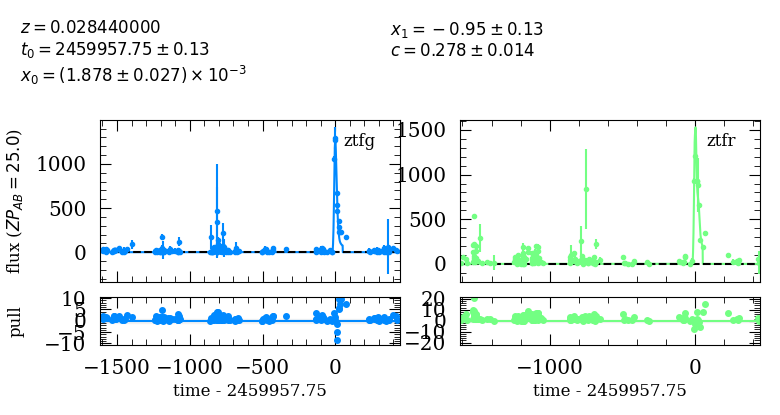 z = 0.028440000
t₀ = 2459957.75 ± 0.13
x₀ = (1.878 ± 0.027) × 10⁻³
x₁ = −0.95 ± 0.13
c = 0.278 ± 0.014
flux (ZP_AB = 25.0)
1000
500
0
ztfg
1500
1000
500
0
ztfr
pull
10
5
0
−5
−10
20
10
0
−10
−20
−1500 −1000 −500 0
−1000 0
time - 2459957.75
time - 2459957.75